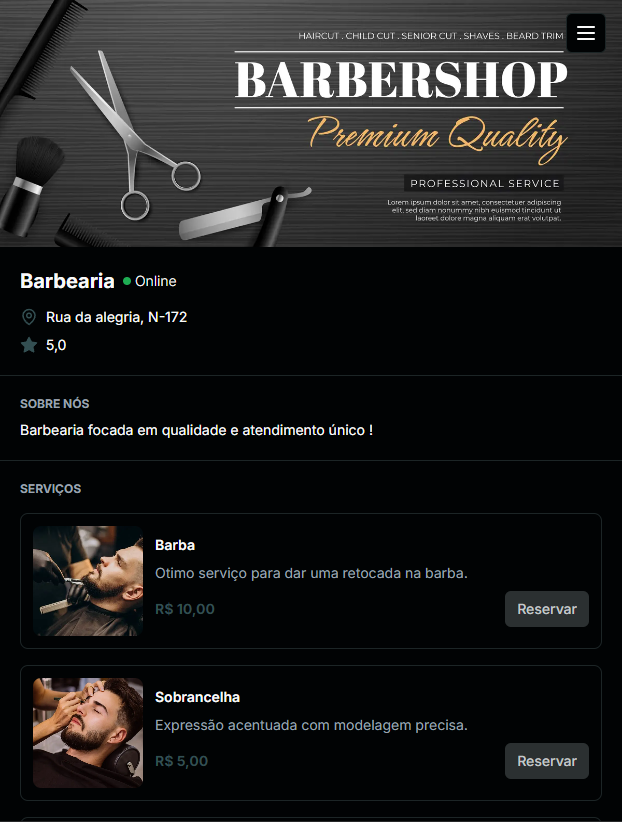 HAIRCUT . CHILD CUT . SENIOR CUT . SHAVES . BEARD TRIM
BARBERSHOP
Premium Quality
PROFESSIONAL SERVICE
Lorem ipsum dolor sit amet, consectetuer adipiscing
elit, sed diam nonummy nibh euismod tincidunt ut
laoreet dolore magna aliquam erat volutpat.
Barbearia
Online
Rua da alegria, N-172
5,0
SOBRE NÓS
Barbearia focada em qualidade e atendimento único !
SERVIÇOS
Barba
Otimo serviço para dar uma retocada na barba.
R$ 10,00
Reservar
Sobrancelha
Expressão acentuada com modelagem precisa.
R$ 5,00
Reservar